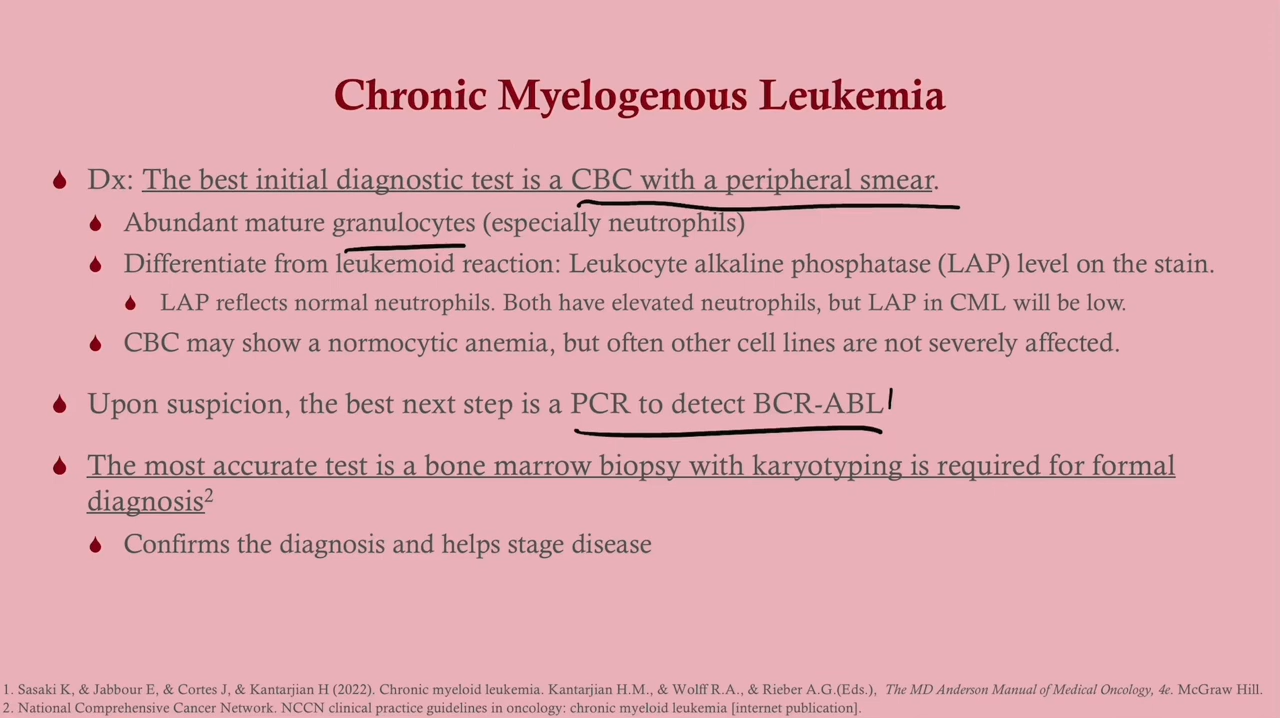 Chronic Myelogenous Leukemia
Dx: The best initial diagnostic test is a CBC with a peripheral smear.
Abundant mature granulocytes (especially neutrophils)
Differentiate from leukemoid reaction: Leukocyte alkaline phosphatase (LAP) level on the stain.
LAP reflects normal neutrophils. Both have elevated neutrophils, but LAP in CML will be low.
CBC may show a normocytic anemia, but often other cell lines are not severely affected.
Upon suspicion, the best next step is a PCR to detect BCR-ABL
The most accurate test is a bone marrow biopsy with karyotyping is required for formal
diagnosis2
Confirms the diagnosis and helps stage disease
1. Sasaki K, & Jabbour E, & Cortes J, & Kantarjian H (2022). Chronic myeloid leukemia. Kantarjian H.M., & Wolff R.A., & Rieber A.G.(Eds.), The MD Anderson Manual of Medical Oncology, 4e. McGraw Hill.
2. National Comprehensive Cancer Network. NCCN clinical practice guidelines in oncology: chronic myeloid leukemia [internet publication].